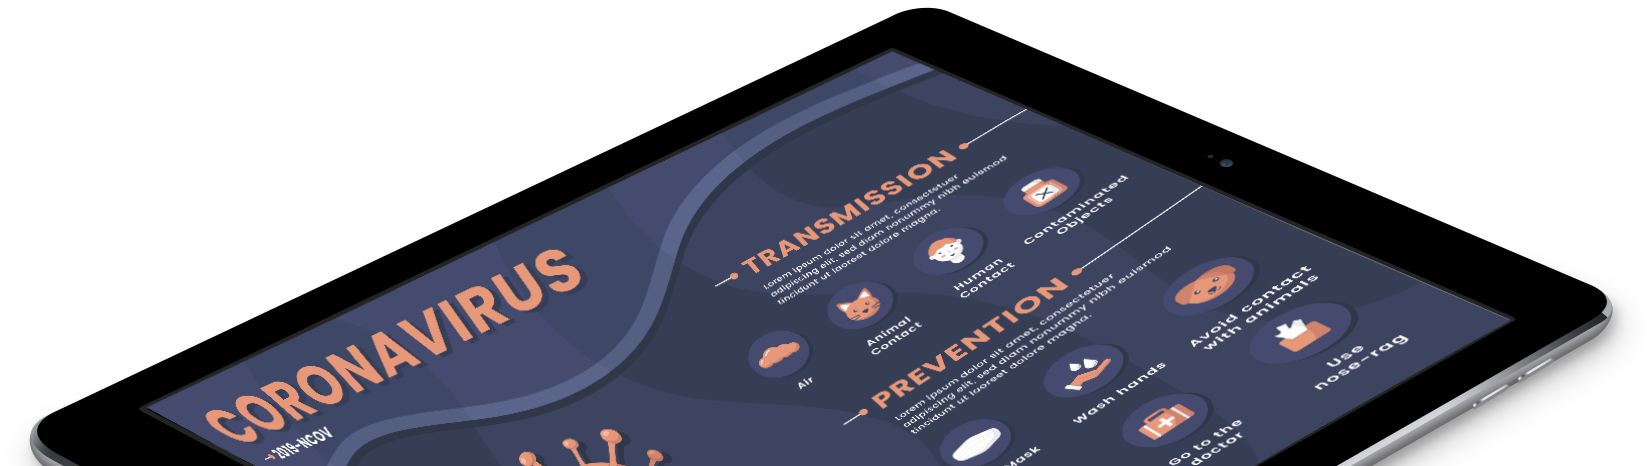 CORONAVIRUS
2019-NCOV
TRANSMISSION
Lorem ipsum dolor sit amet, consectetuer
adipiscing elit, sed diam nonummy nibh euismod
tincidunt ut laoreet dolore magna.
Air
Animal
Contact
Human
Contact
Contaminated
Objects
PREVENTION
Lorem ipsum dolor sit amet, consectetuer
adipiscing elit, sed diam nonummy nibh euismod
tincidunt ut laoreet dolore magna.
Mask
Wash hands
Avoid contact
with animals
Go to the
doctor
Use
nose-rag